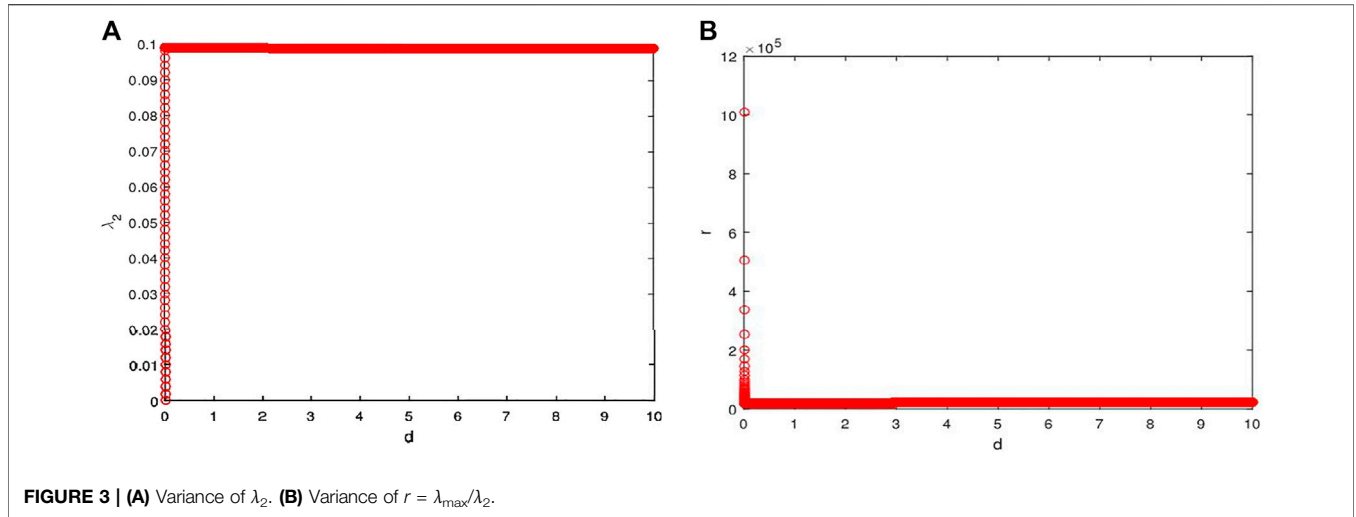 A
0.1
0.09
0.08
0.07
0.06
0.05
0.04
0.03
0.02
0.01
0
λ2
0 1 2 3 4 5 6 7 8 9 10
d
B
× 10^5
12
10
8
6
4
2
0
r
0 1 2 3 4 5 6 7 8 9 10
d
FIGURE 3 | (A) Variance of λ2. (B) Variance of r = λmax/λ2.